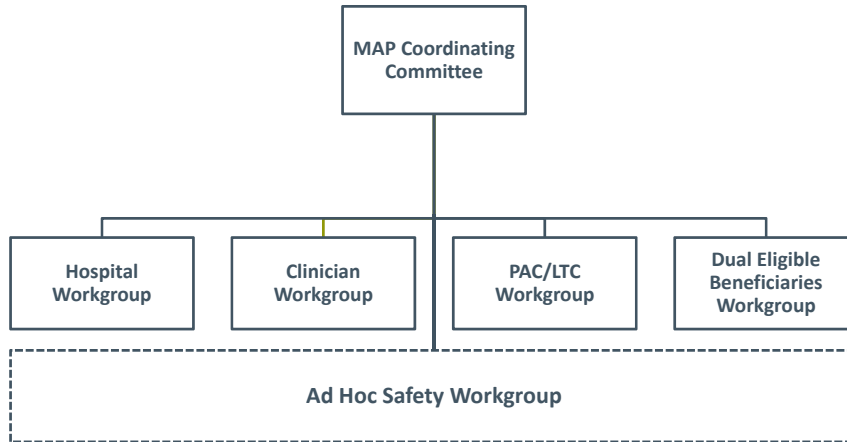 MAP Coordinating
Committee
Hospital
Workgroup
Clinician
Workgroup
PAC/LTC
Workgroup
Dual Eligible
Beneficiaries
Workgroup
Ad Hoc Safety Workgroup